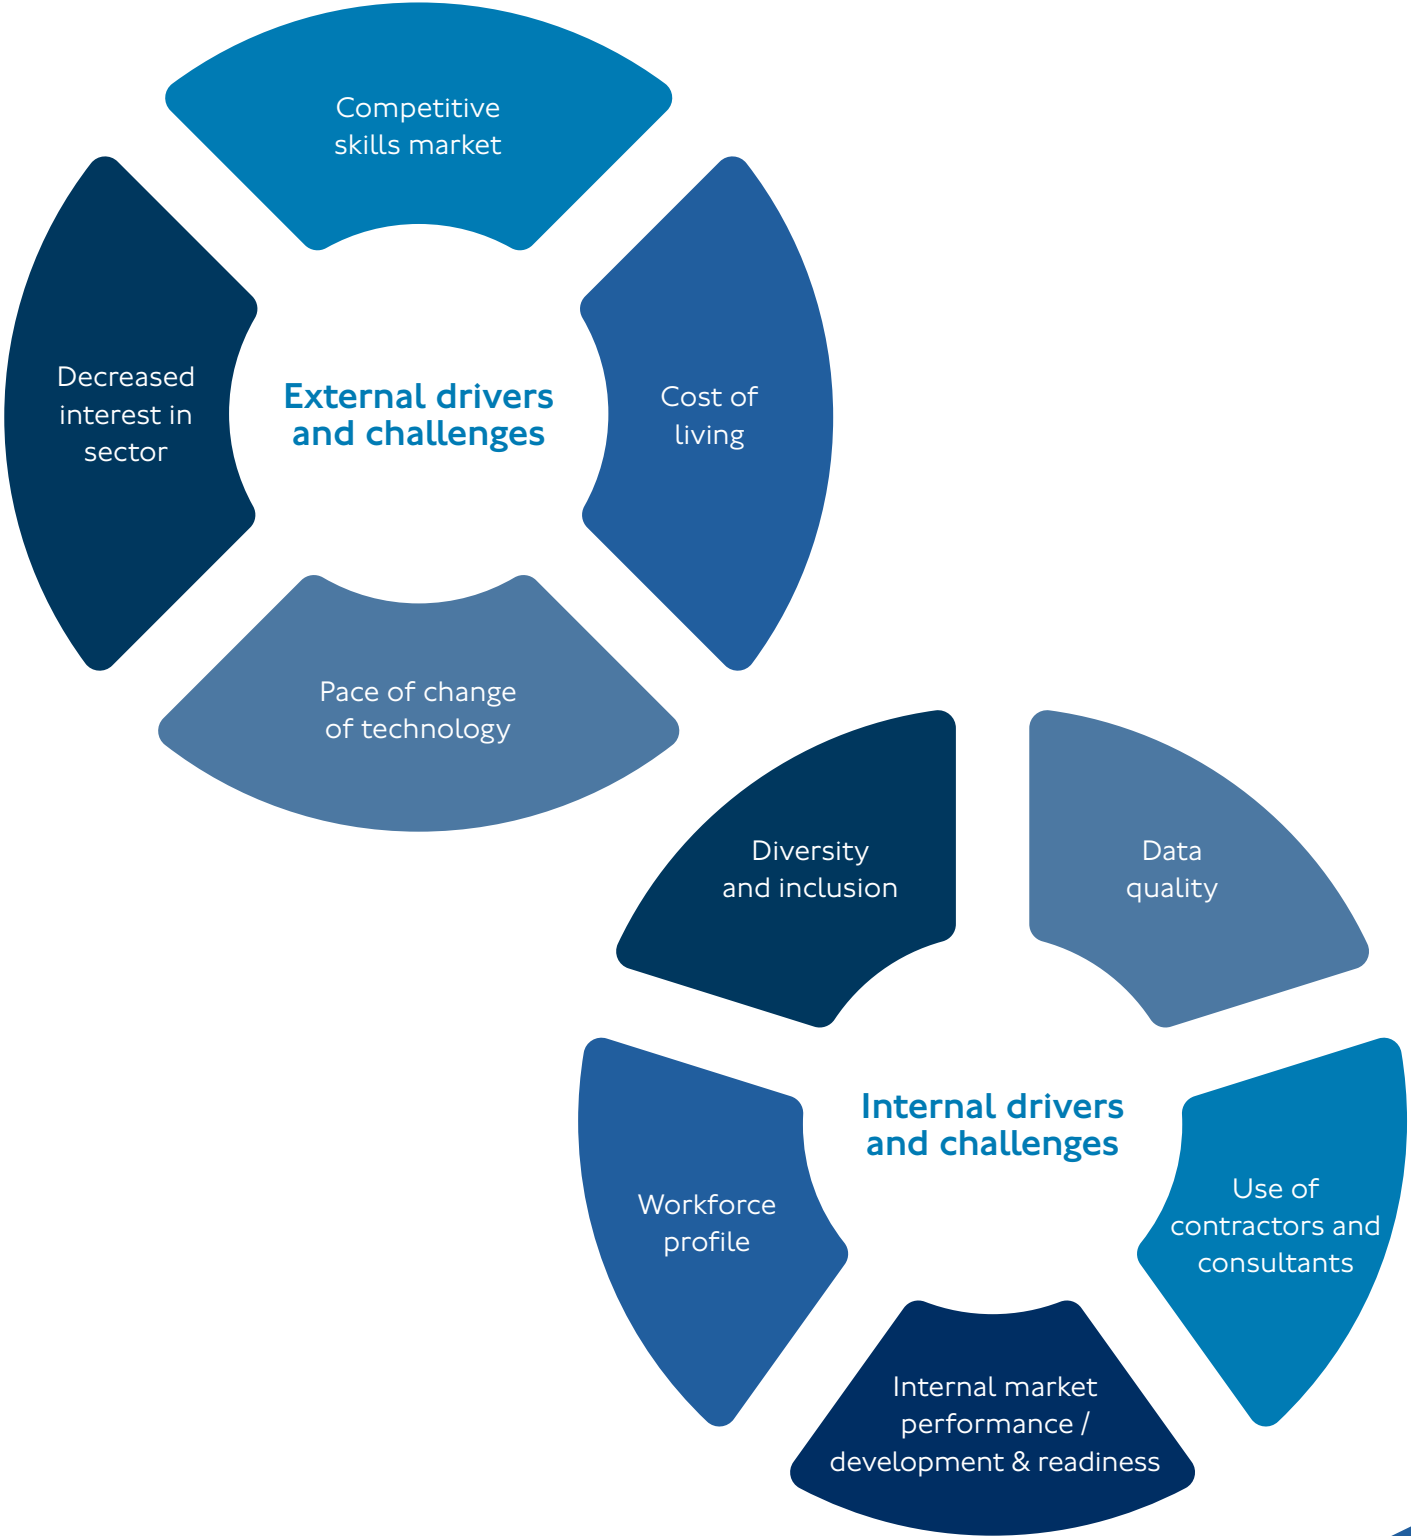 Competitive
skills market
Decreased
interest in
sector
External drivers
and challenges
Cost of
living
Pace of change
of technology
Diversity
and inclusion
Data
quality
Internal drivers
and challenges
Workforce
profile
Use of
contractors and
consultants
Internal market
performance /
development & readiness